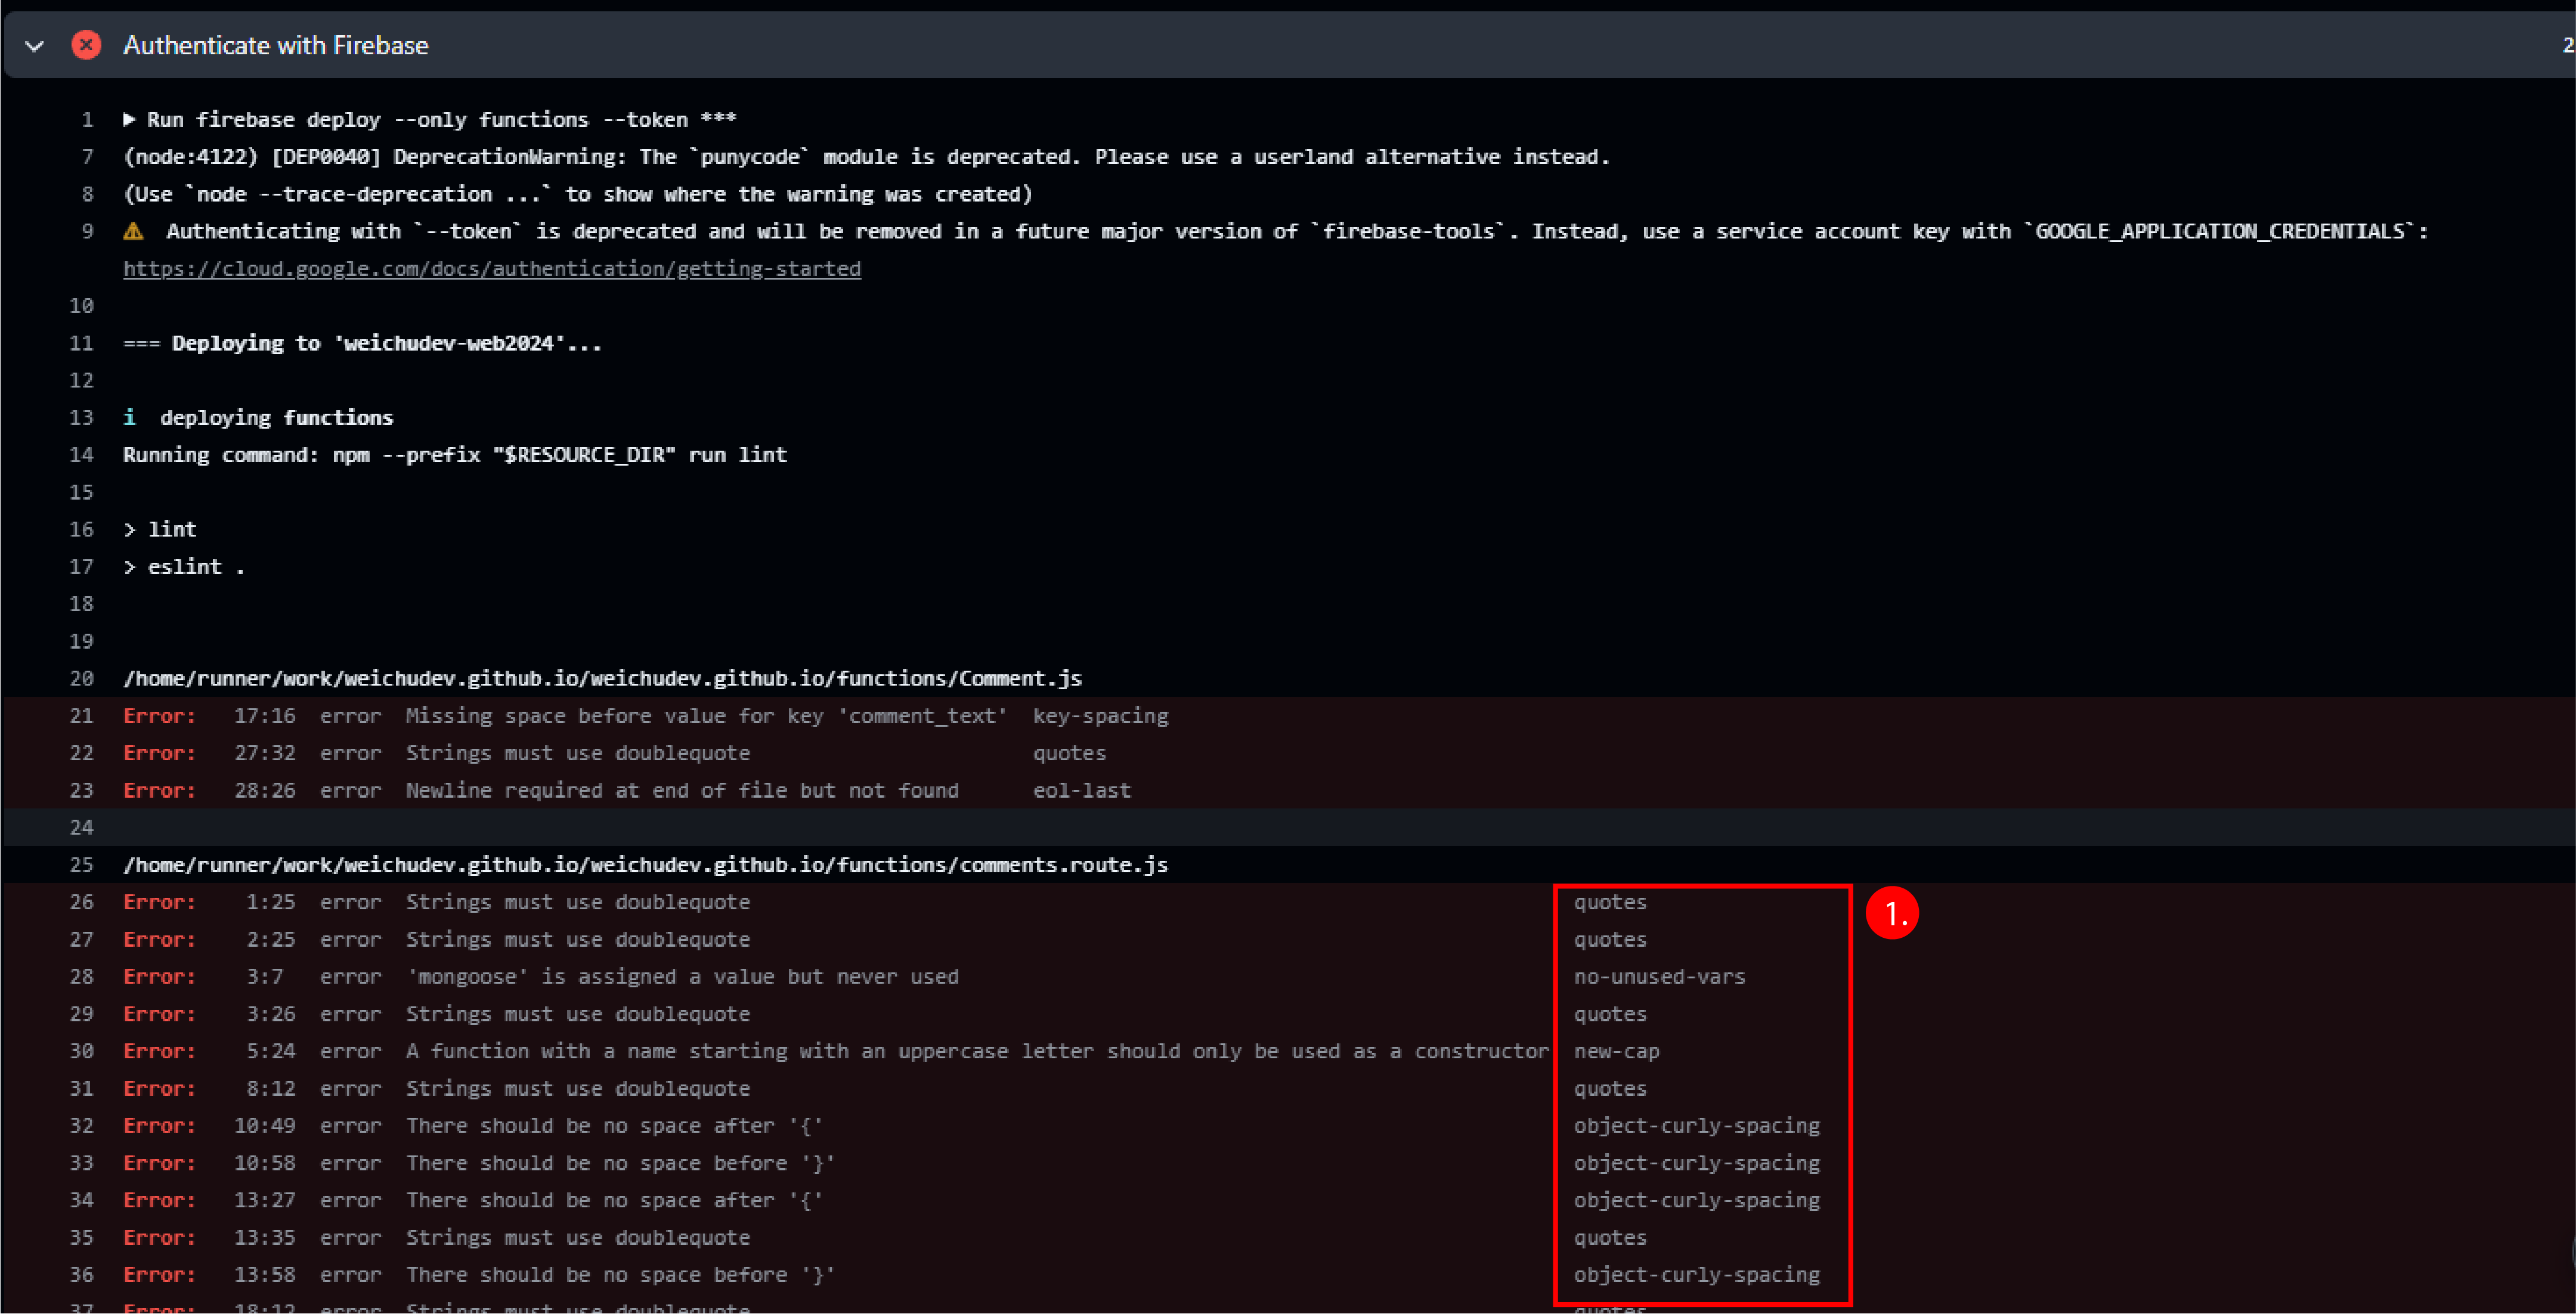 Authenticate with Firebase 2
1 ▶ Run firebase deploy --only functions --token ***
7 (node:4122) [DEP0040] DeprecationWarning: The `punycode` module is deprecated. Please use a userland alternative instead.
8 (Use `node --trace-deprecation ...` to show where the warning was created)
9 ⚠ Authenticating with `--token` is deprecated and will be removed in a future major version of `firebase-tools`. Instead, use a service account key with `GOOGLE_APPLICATION_CREDENTIALS`:
https://cloud.google.com/docs/authentication/getting-started
10
11 === Deploying to 'weichudev-web2024'...
12
13 i deploying functions
14 Running command: npm --prefix "$RESOURCE_DIR" run lint
15
16 > lint
17 > eslint .
18
19
20 /home/runner/work/weichudev.github.io/weichudev.github.io/functions/Comment.js
21 Error: 17:16 error Missing space before value for key 'comment_text' key-spacing
22 Error: 27:32 error Strings must use doublequote quotes
23 Error: 28:26 error Newline required at end of file but not found eol-last
24
25 /home/runner/work/weichudev.github.io/weichudev.github.io/functions/comments.route.js
26 Error: 1:25 error Strings must use doublequote quotes 1.
27 Error: 2:25 error Strings must use doublequote quotes
28 Error: 3:7 error 'mongoose' is assigned a value but never used no-unused-vars
29 Error: 3:26 error Strings must use doublequote quotes
30 Error: 5:24 error A function with a name starting with an uppercase letter should only be used as a constructor new-cap
31 Error: 8:12 error Strings must use doublequote quotes
32 Error: 10:49 error There should be no space after '{' object-curly-spacing
33 Error: 10:58 error There should be no space before '}' object-curly-spacing
34 Error: 13:27 error There should be no space after '{' object-curly-spacing
35 Error: 13:35 error Strings must use doublequote quotes
36 Error: 13:58 error There should be no space before '}' object-curly-spacing
37 Error: 18:12 error Strings must use doublequote quotes